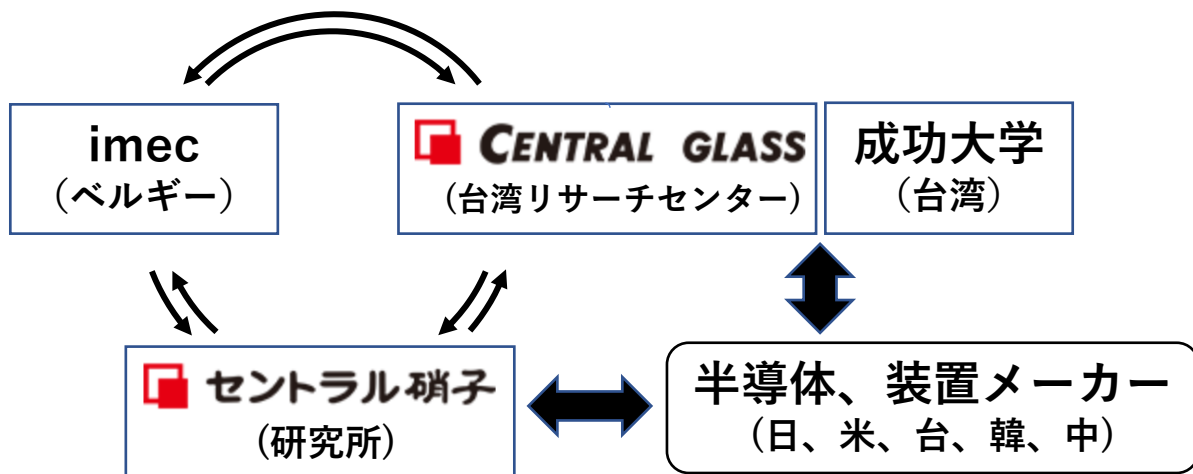 imec
（ベルギー）
CENTRAL GLASS
（台湾リサーチセンター）
成功大学
（台湾）
セントラル硝子
（研究所）
半導体、装置メーカー
（日、米、台、韓、中）